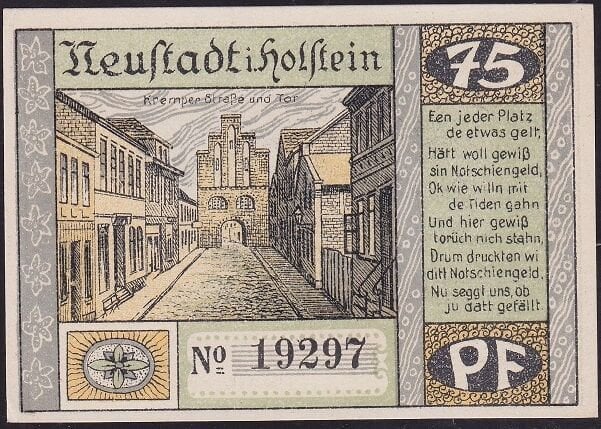 Neustadt i. Holstein
75
Kremper Straße und Tor
Een jeder Platz
de etwas gelt,
Hätt woll gewiß
sin Notschiengeld,
Ok wie willn mit
de Tiden gahn
Und hier gewiß
torüch nich stahn,
Drum druckten wi
ditt Notschiengeld,
Nu seggt uns, ob
ju datt gefällt.
No 19297
PF